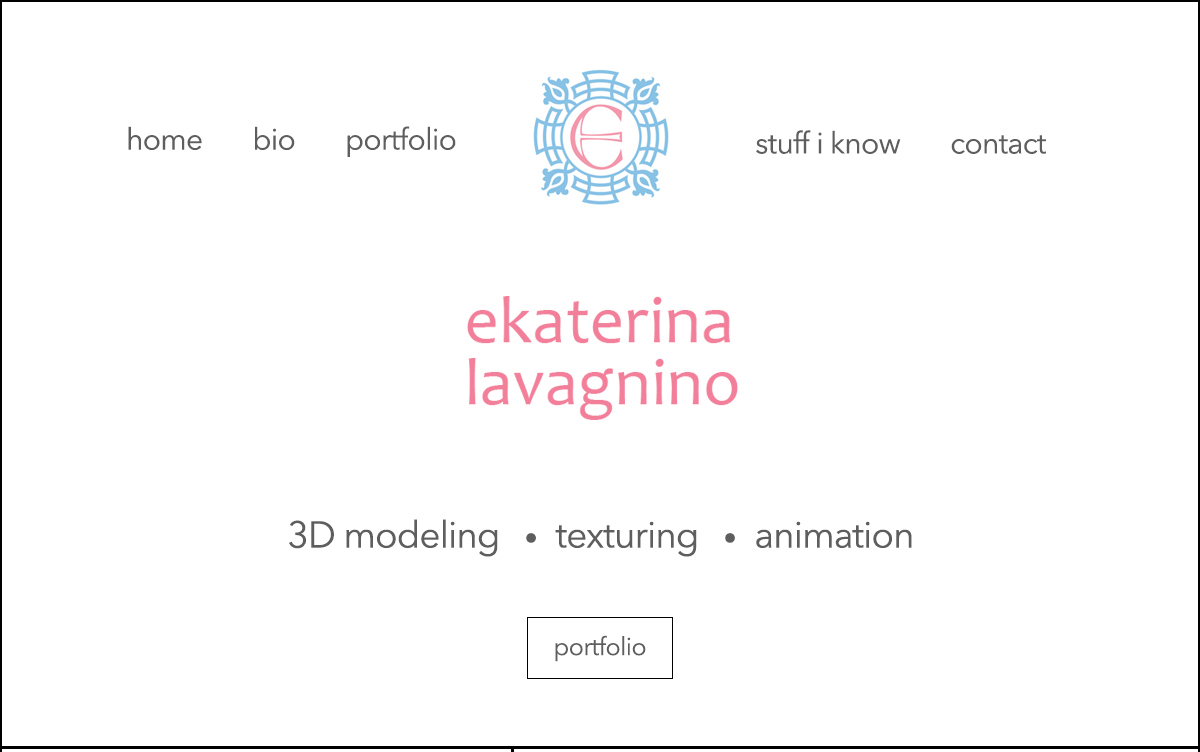 home bio portfolio € stuff i know contact
ekaterina
lavagnino
3D modeling • texturing • animation
portfolio